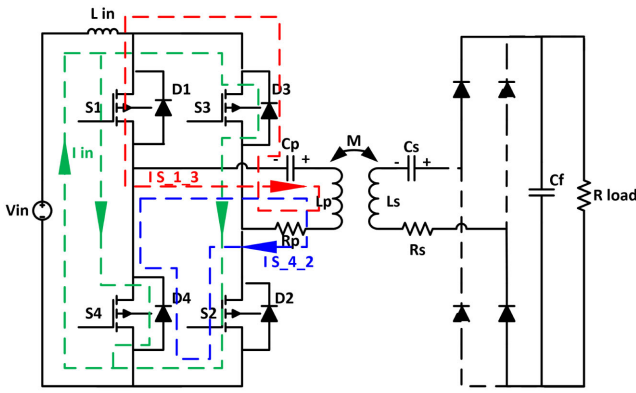 L in
D1
D3
S1
S3
Cp
M
Cs
- +
- +
I in
I S_1_3
Lp
Ls
Cf
R load
Vin
Rp
Rs
I S_4_2
D4
D2
S4
S2